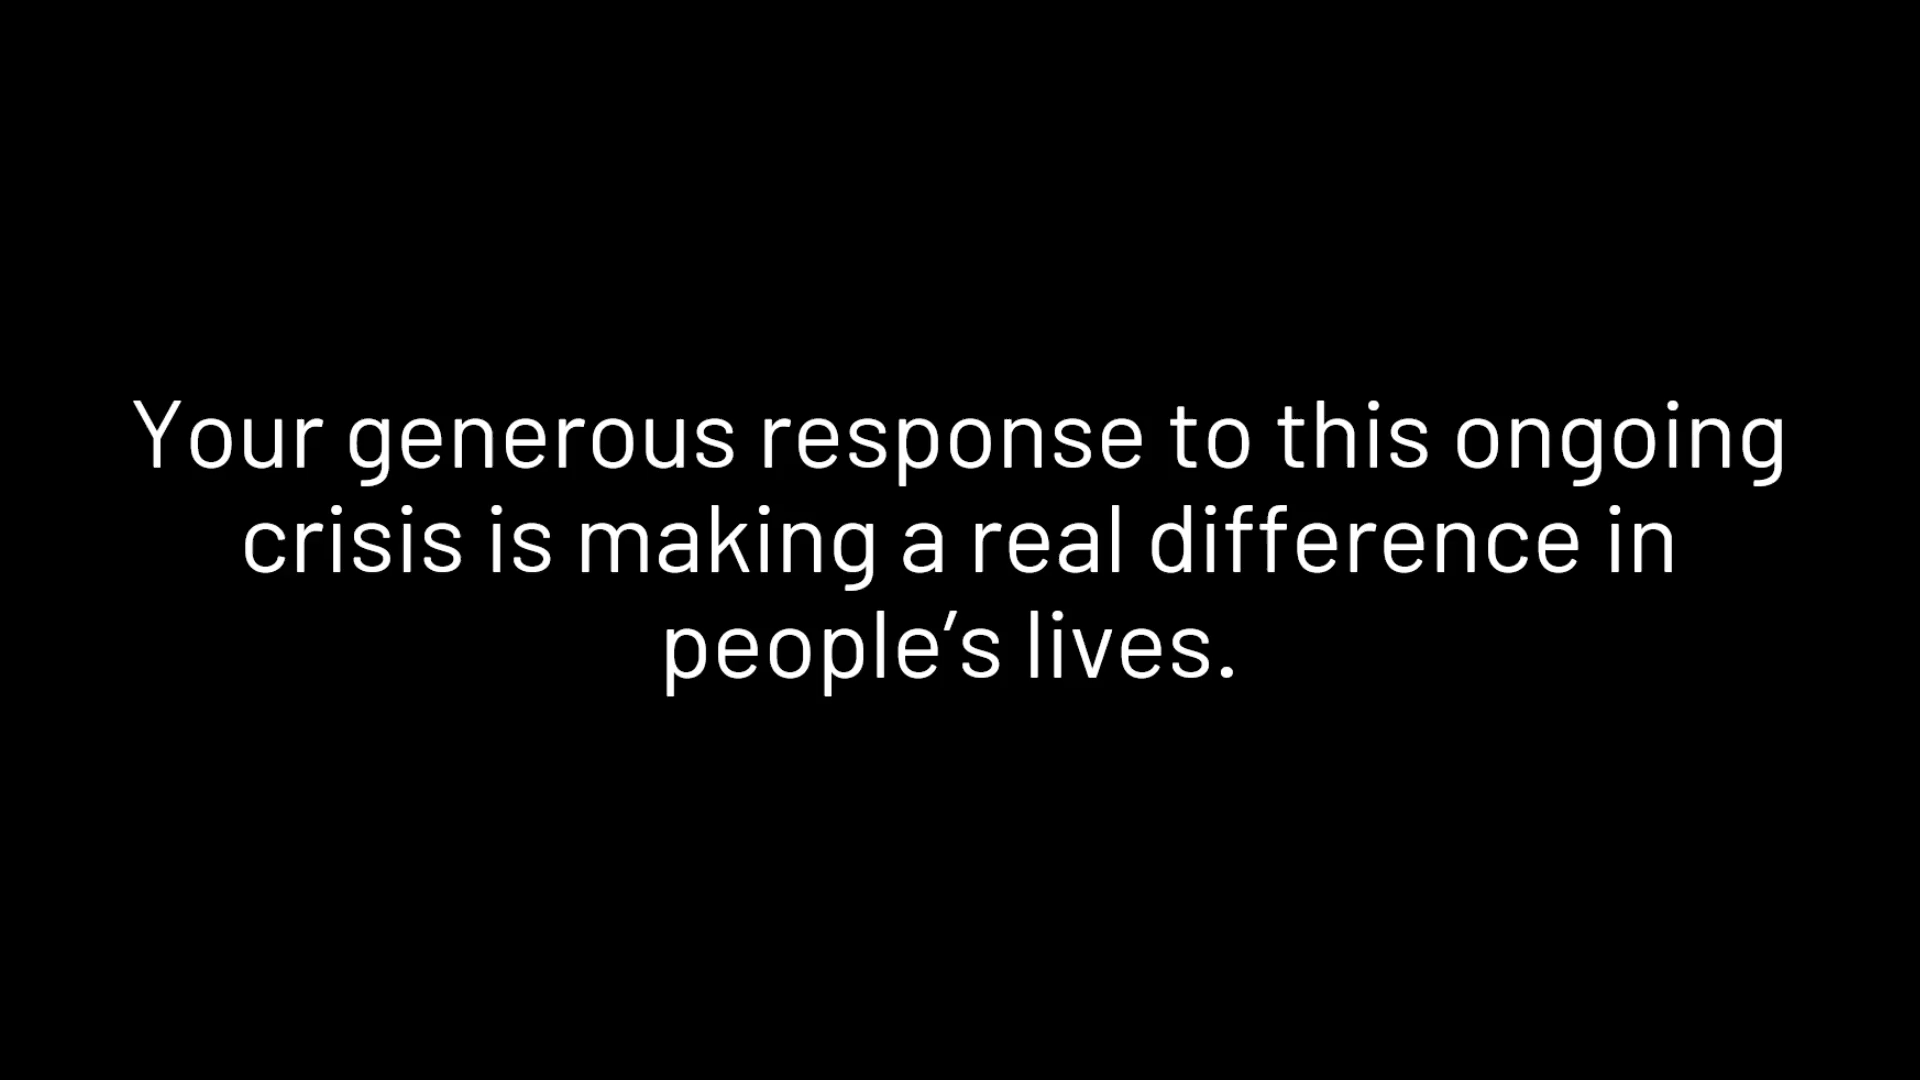 Your generous response to this ongoing
crisis is making a real difference in
people’s lives.